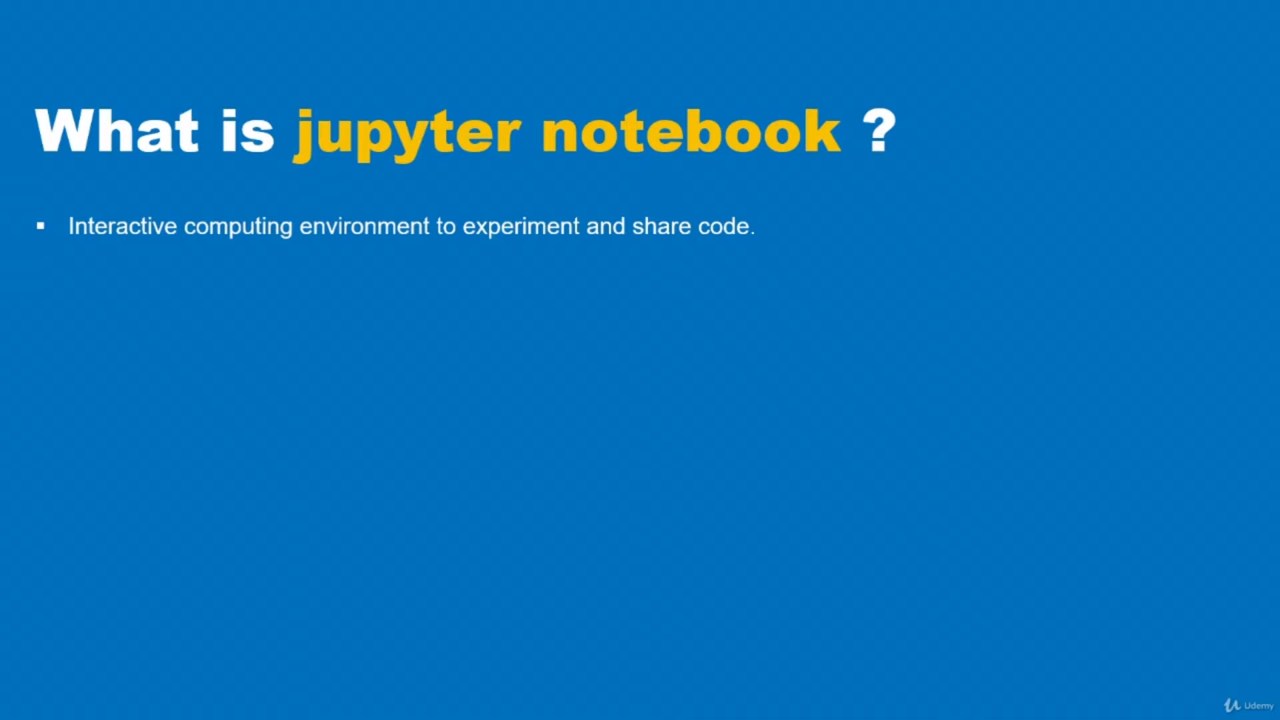 What is jupyter notebook ?
▪ Interactive computing environment to experiment and share code.
Udemy